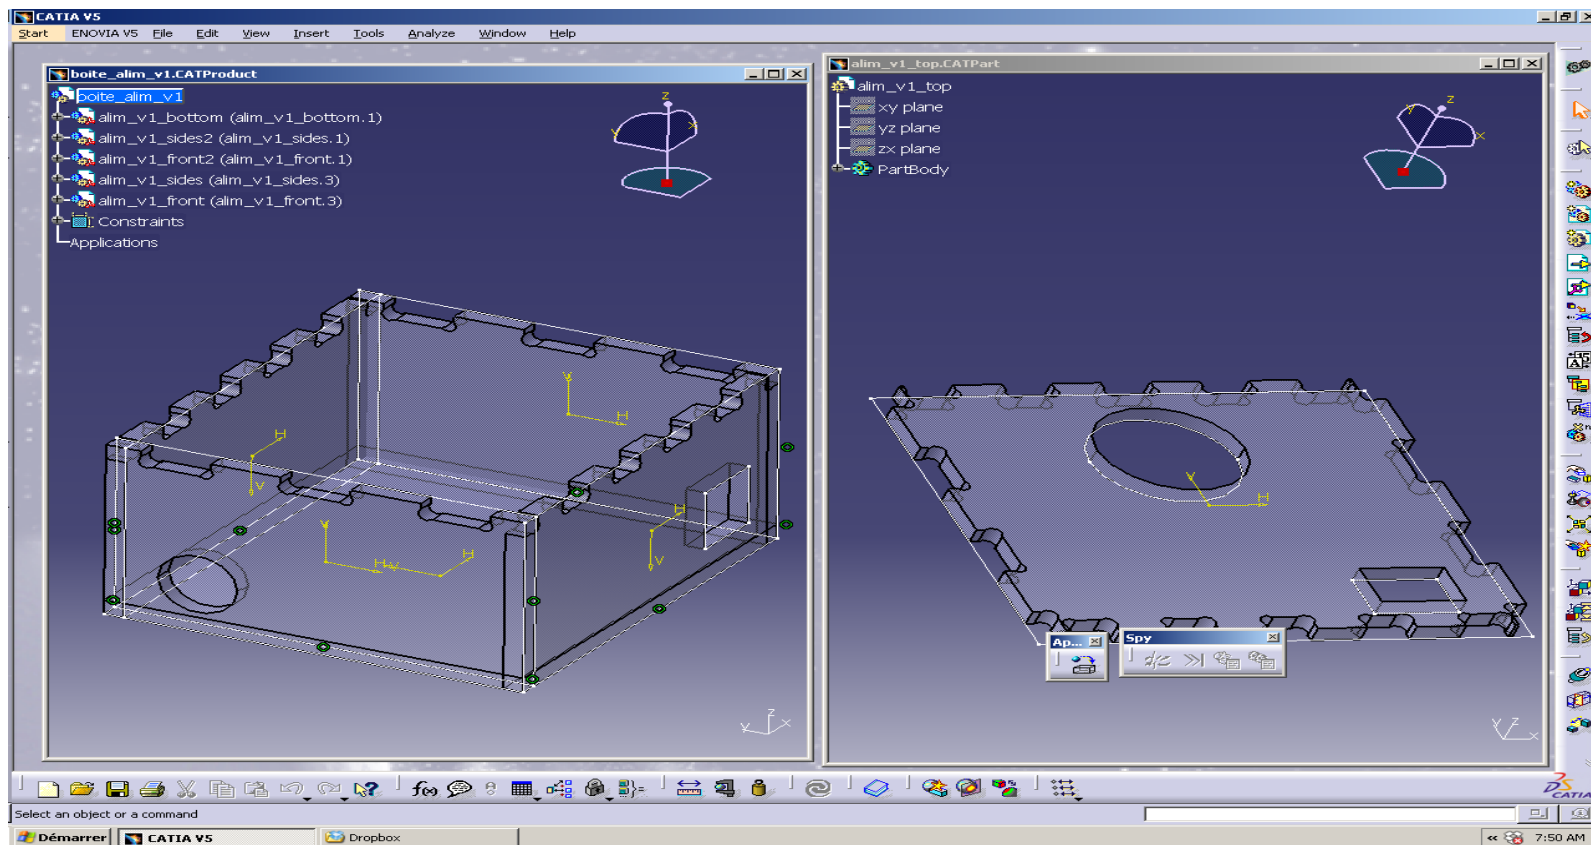 CATIA V5
Start ENOVIA V5 File Edit View Insert Tools Analyze Window Help
boite_alim_v1.CATProduct
boite_alim_v1
alim_v1_bottom (alim_v1_bottom.1)
alim_v1_sides2 (alim_v1_sides.1)
alim_v1_front2 (alim_v1_front.1)
alim_v1_sides (alim_v1_sides.3)
alim_v1_front (alim_v1_front.3)
Constraints
Applications
z
y x
V
H
H
V
V
H
H V
H
V
z
y x
alim_v1_top.CATPart
alim_v1_top
xy plane
yz plane
zx plane
PartBody
z
y x
V
H
Ap...
Spy
y z
x
f(x)
CATIA
Select an object or a command
Démarrer CATIA V5 Dropbox « 7:50 AM